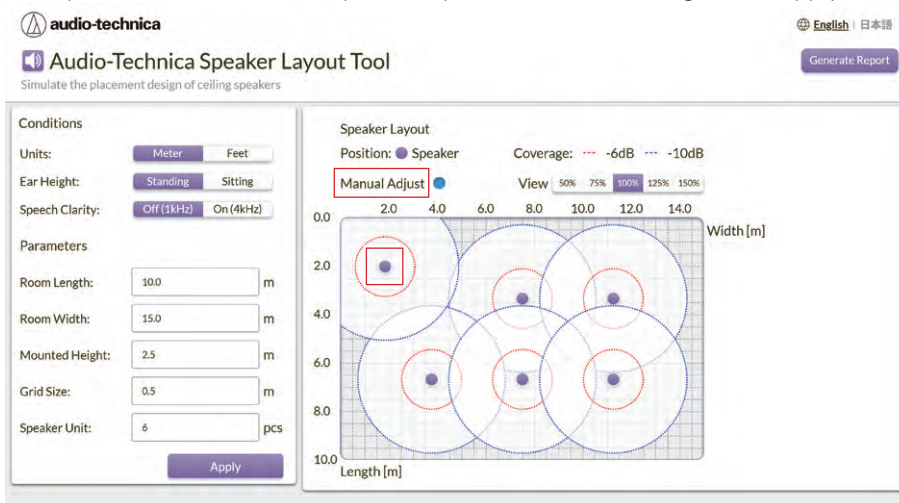 audio-technica
English | 日本語
Audio-Technica Speaker Layout Tool
Generate Report
Simulate the placement design of ceiling speakers
Conditions
Units: Meter Feet
Ear Height: Standing Sitting
Speech Clarity: Off (1kHz) On (4kHz)
Parameters
Room Length: 10.0 m
Room Width: 15.0 m
Mounted Height: 2.5 m
Grid Size: 0.5 m
Speaker Unit: 6 pcs
Apply
Speaker Layout
Position: Speaker Coverage: -6dB -10dB
Manual Adjust View 50% 75% 100% 125% 150%
0.0 2.0 4.0 6.0 8.0 10.0 12.0 14.0
Width [m]
2.0
4.0
6.0
8.0
10.0
Length [m]